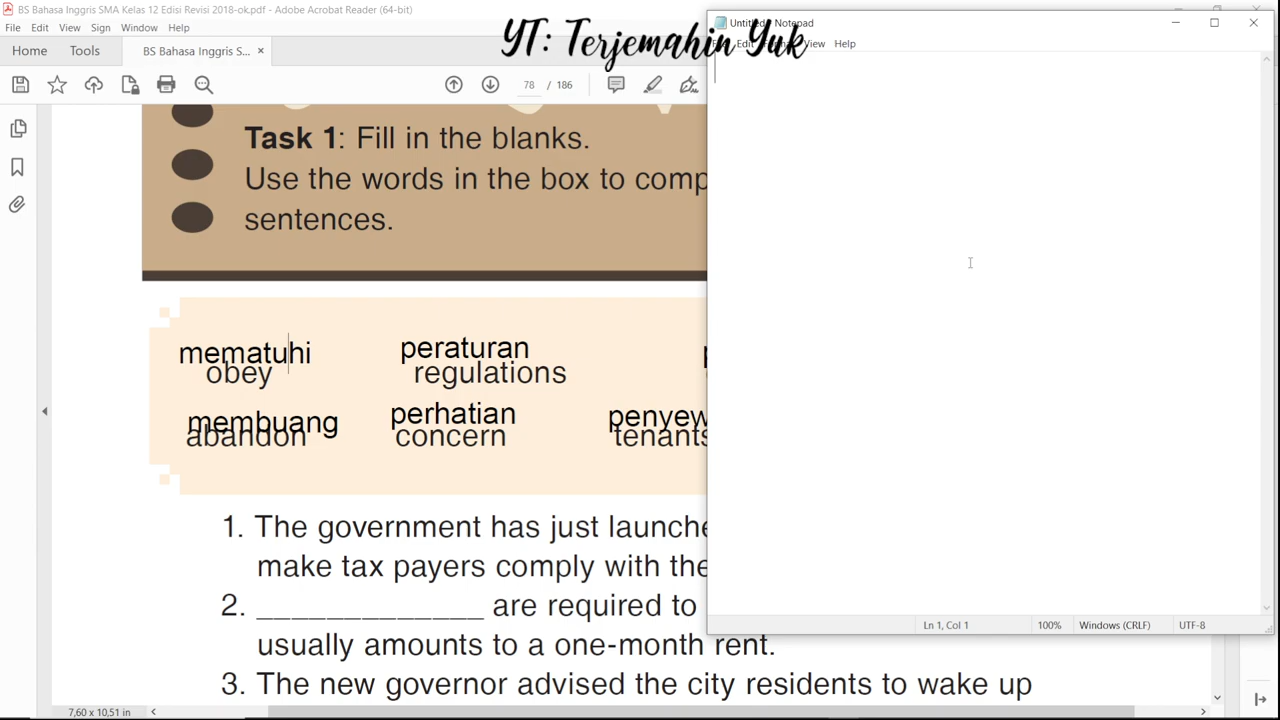 BS Bahasa Inggris SMA Kelas 12 Edisi Revisi 2018-ok.pdf - Adobe Acrobat Reader (64-bit)
File Edit View Sign Window Help
Home Tools BS Bahasa Inggris S... ×
78 / 186
YT: Terjemahin Yuk
Untitled - Notepad
Edit View Help
Task 1: Fill in the blanks.
Use the words in the box to comp
sentences.
mematuhi peraturan
obey regulations
membuang perhatian penyew
abandon concern tenants
1. The government has just launche
make tax payers comply with the
2. _____________ are required to
usually amounts to a one-month rent.
3. The new governor advised the city residents to wake up
Ln 1, Col 1 100% Windows (CRLF) UTF-8
7,60 x 10,51 in